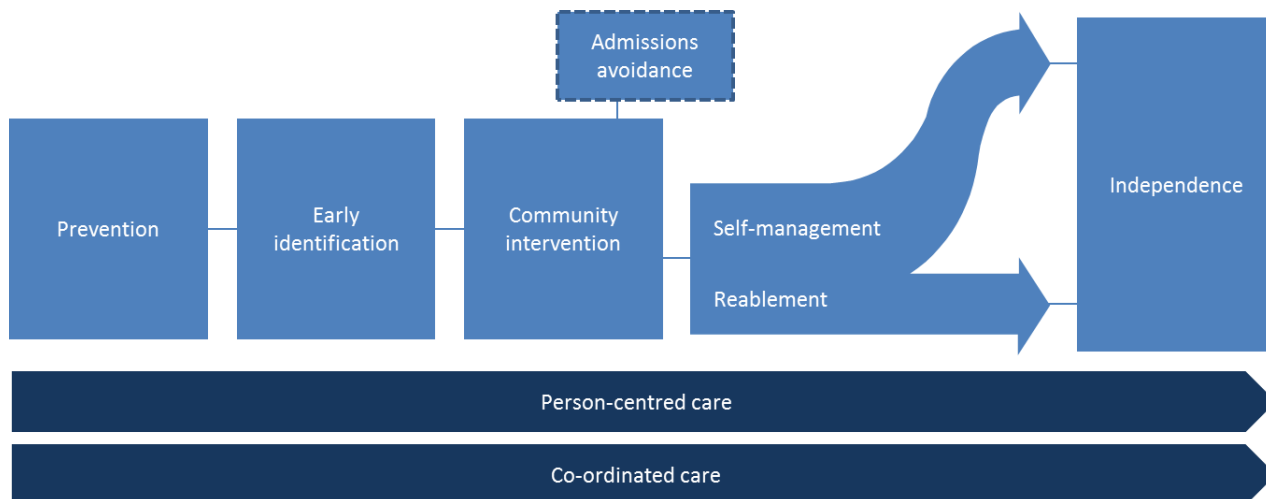 Admissions
avoidance
Prevention
Early
identification
Community
intervention
Self-management
Reablement
Independence
Person-centred care
Co-ordinated care